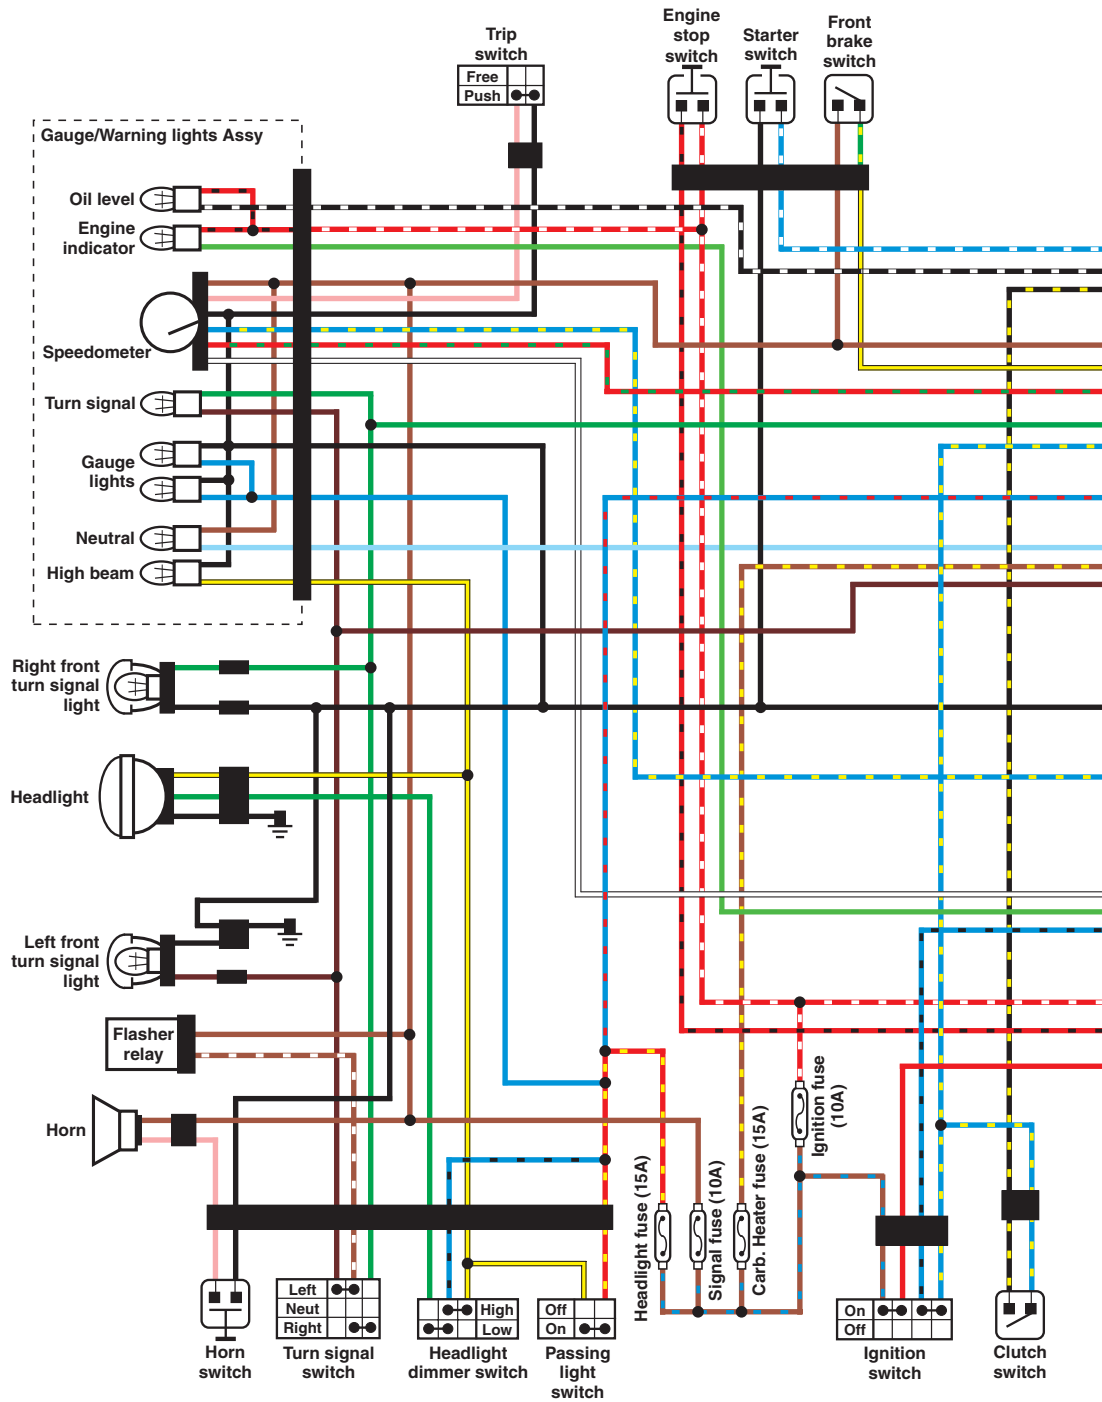 Engine
stop
switch
Starter
switch
Front
brake
switch
Trip
switch
Free
Push
Gauge/Warning lights Assy
Oil level
Engine
indicator
Speedometer
Turn signal
Gauge
lights
Neutral
High beam
Right front
turn signal
light
Headlight
Left front
turn signal
light
Flasher
relay
Horn
Headlight fuse (15A)
Signal fuse (10A)
Carb. Heater fuse (15A)
Ignition fuse
(10A)
Left
Neut
Right
High
Low
Off
On
On
Off
Horn
switch
Turn signal
switch
Headlight
dimmer switch
Passing
light
switch
Ignition
switch
Clutch
switch